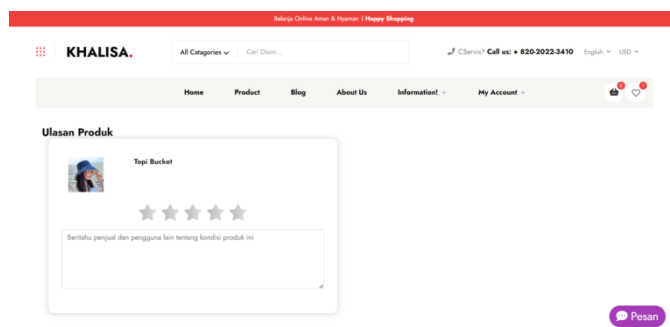 Belanja Online Aman & Nyaman | Happy Shopping
KHALISA.
All Catagories
Cari Disini...
CServis? Call us: + 820-2022-3410
English
USD
Home
Product
Blog
About Us
Information!
My Account
Ulasan Produk
Topi Bucket
Beritahu penjual dan pengguna lain tentang kondisi produk ini
Pesan